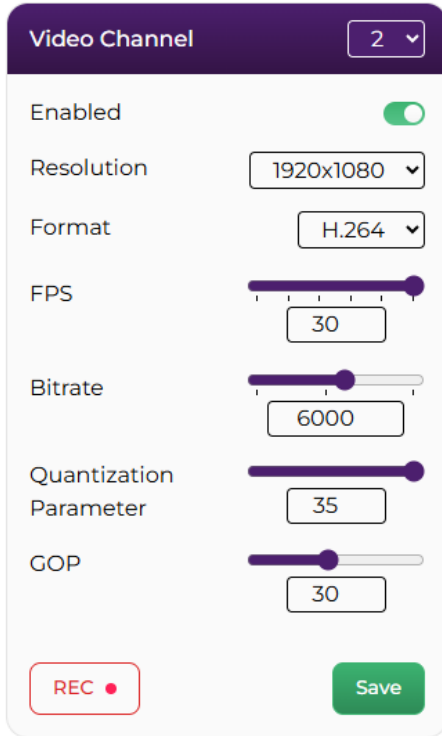 Video Channel 2
Enabled
Resolution 1920x1080
Format H.264
FPS
30
Bitrate
6000
Quantization
Parameter 35
GOP
30
REC Save